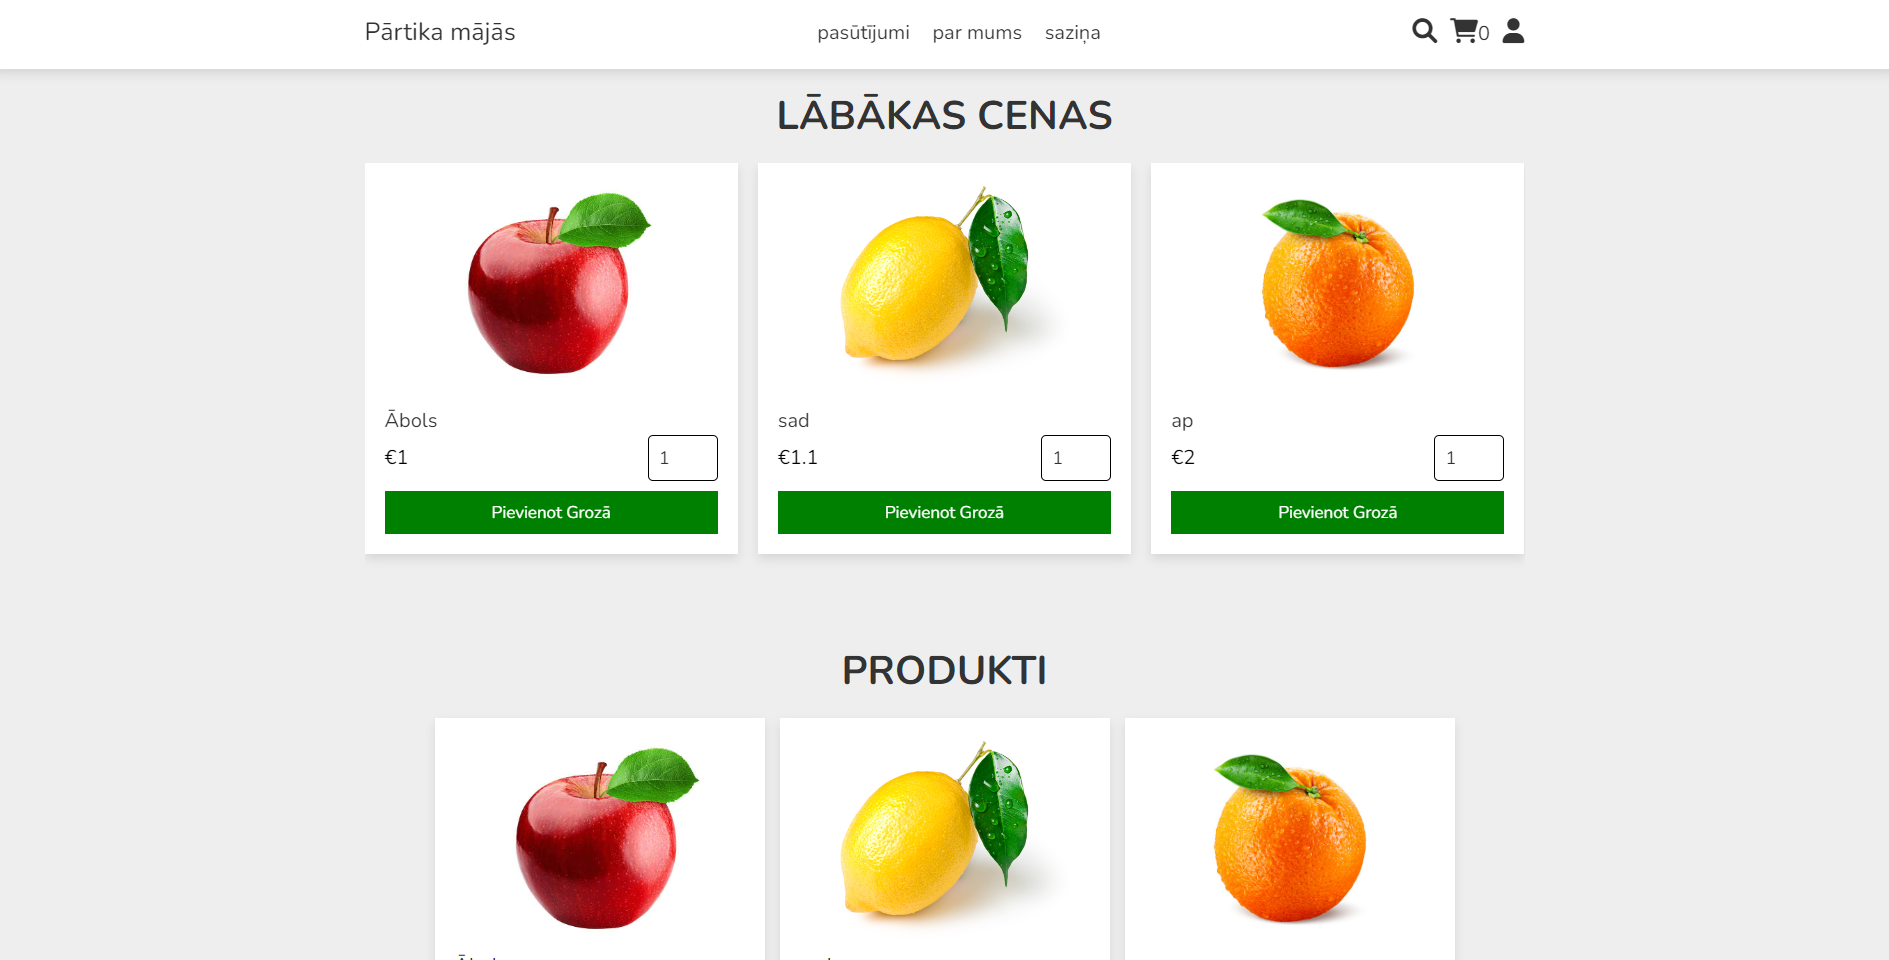 Pārtika mājās
pasūtījumi par mums saziņa
0
LĀBĀKAS CENAS
Ābols
€1
1
Pievienot Grozā
sad
€1.1
1
Pievienot Grozā
ap
€2
1
Pievienot Grozā
PRODUKTI